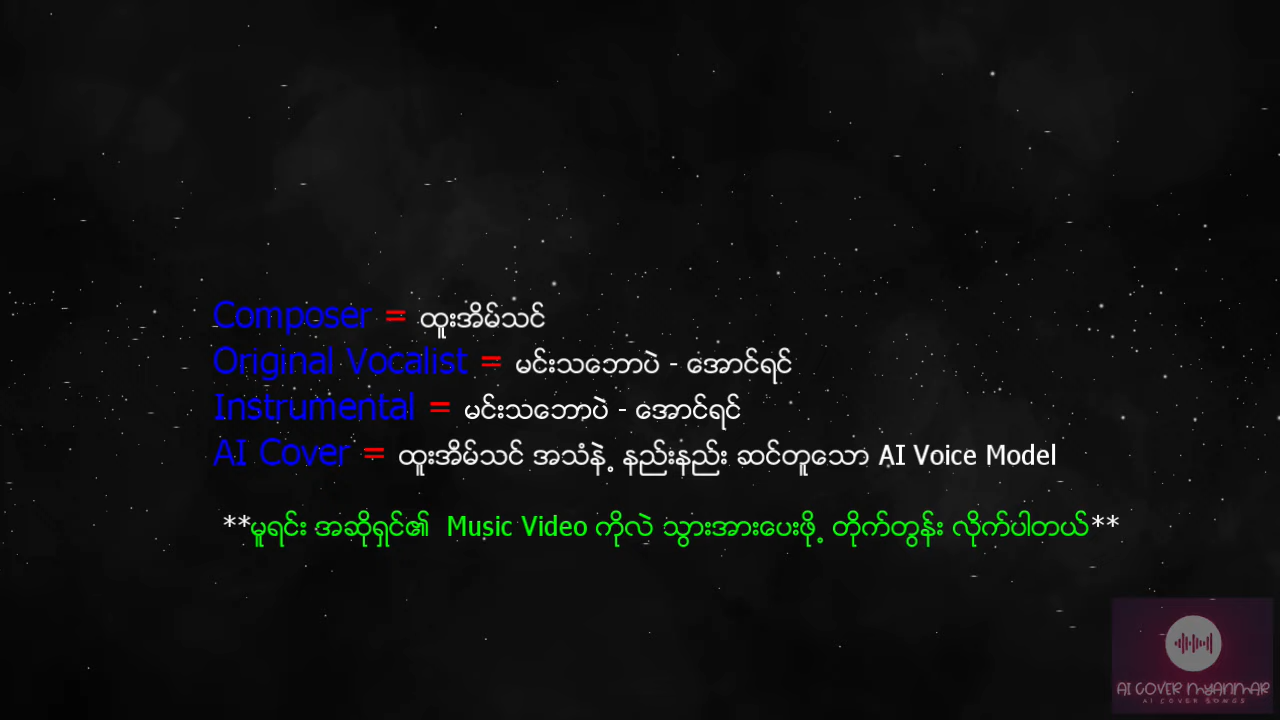 Composer = ထူးအိမ်သင်
Original Vocalist = မင်းသဘောပဲ - အောင်ရင်
Instrumental = မင်းသဘောပဲ - အောင်ရင်
AI Cover = ထူးအိမ်သင် အသံနဲ့ နည်းနည်း ဆင်တူသော AI Voice Model
**မူရင်း အဆိုရှင်၏ Music Video ကိုလဲ သွားအားပေးဖို့ တိုက်တွန်း လိုက်ပါတယ်**
AI COVER MYANMAR
AI COVER SONGS